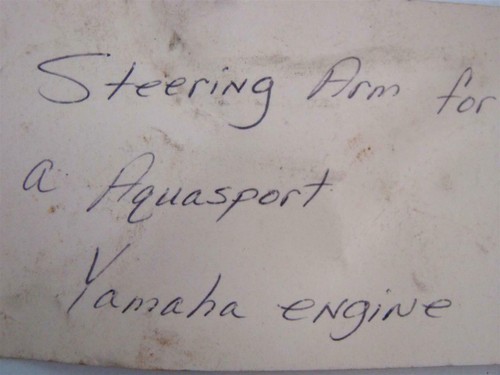 Steering Arm for
a Aquasport
Yamaha engine